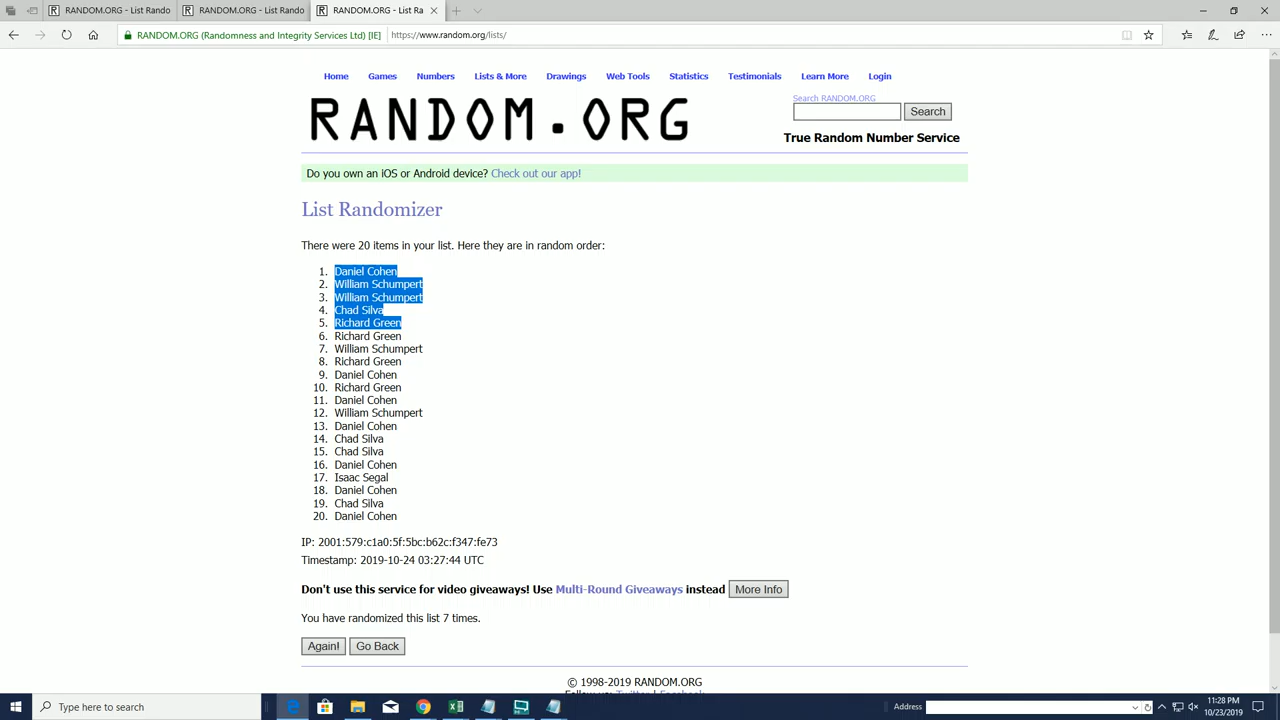 RANDOM.ORG - List Rando
RANDOM.ORG - List Rando
RANDOM.ORG - List Ra
RANDOM.ORG (Randomness and Integrity Services Ltd) [IE]
https://www.random.org/lists/
Home Games Numbers Lists & More Drawings Web Tools Statistics Testimonials Learn More Login
RANDOM.ORG
Search RANDOM.ORG
Search
True Random Number Service
Do you own an iOS or Android device? Check out our app!
List Randomizer
There were 20 items in your list. Here they are in random order:
1. Daniel Cohen
2. William Schumpert
3. William Schumpert
4. Chad Silva
5. Richard Green
6. Richard Green
7. William Schumpert
8. Richard Green
9. Daniel Cohen
10. Richard Green
11. Daniel Cohen
12. William Schumpert
13. Daniel Cohen
14. Chad Silva
15. Chad Silva
16. Daniel Cohen
17. Isaac Segal
18. Daniel Cohen
19. Chad Silva
20. Daniel Cohen
IP: 2001:579:c1a0:5f:5bc:b62c:f347:fe73
Timestamp: 2019-10-24 03:27:44 UTC
Don't use this service for video giveaways! Use Multi-Round Giveaways instead More Info
You have randomized this list 7 times.
Again! Go Back
© 1998-2019 RANDOM.ORG
Follow us: Twitter | Facebook
Type here to search
Address
11:28 PM
10/23/2019